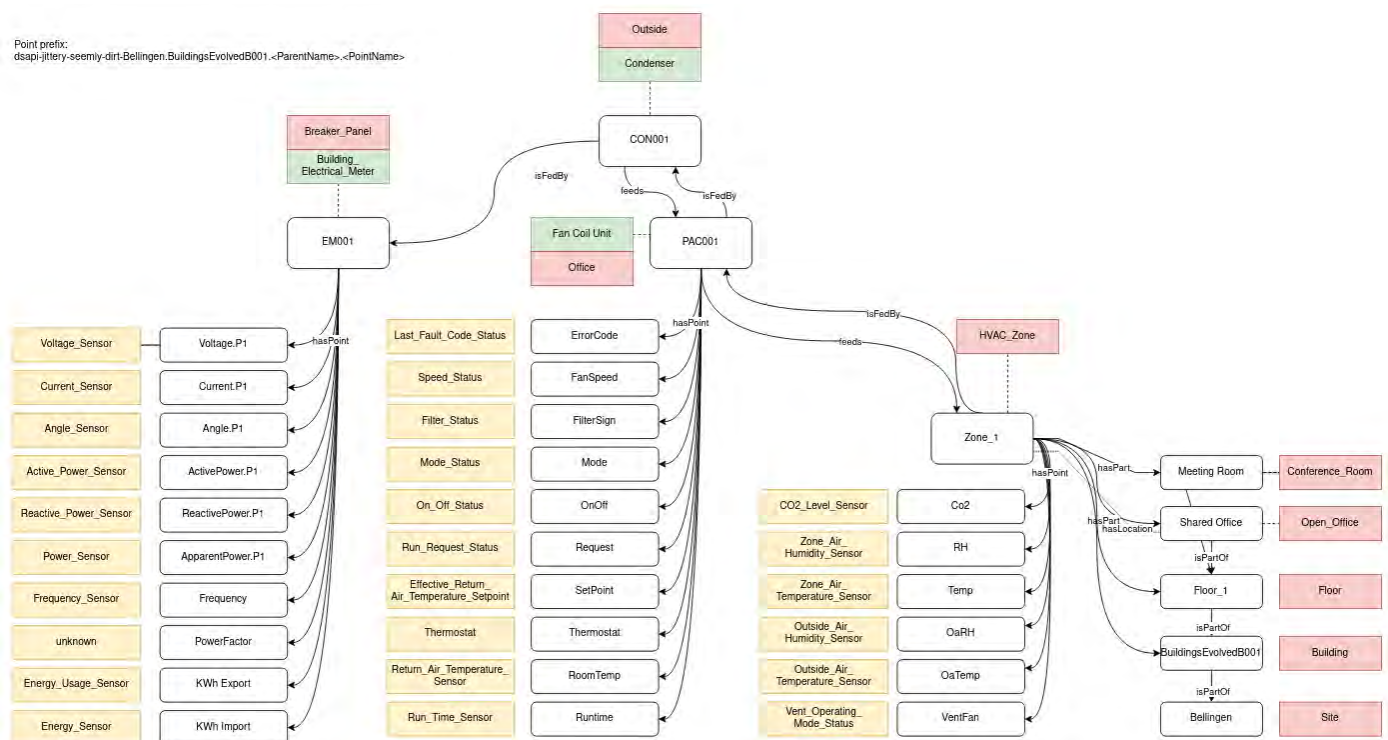 Point prefix:
dsapi-jittery-seemly-dirt-Bellingen.BuildingsEvolvedB001.<ParentName>.<PointName>
Outside
Condenser
CON001
Breaker_Panel
Building_
Electrical_Meter
isFedBy
feeds
isFedBy
EM001
Fan Coil Unit
Office
PAC001
isFedBy
feeds
HVAC_Zone
Zone_1
hasPoint
Voltage_Sensor
Voltage.P1
Current_Sensor
Current.P1
Angle_Sensor
Angle.P1
Active_Power_Sensor
ActivePower.P1
Reactive_Power_Sensor
ReactivePower.P1
Power_Sensor
ApparentPower.P1
Frequency_Sensor
Frequency
unknown
PowerFactor
Energy_Usage_Sensor
KWh Export
Energy_Sensor
KWh Import
hasPoint
Last_Fault_Code_Status
ErrorCode
Speed_Status
FanSpeed
Filter_Status
FilterSign
Mode_Status
Mode
On_Off_Status
OnOff
Run_Request_Status
Request
Effective_Return_
Air_Temperature_Setpoint
SetPoint
Thermostat
Thermostat
Return_Air_Temperature_
Sensor
RoomTemp
Run_Time_Sensor
Runtime
hasPoint
CO2_Level_Sensor
Co2
Zone_Air_
Humidity_Sensor
RH
Zone_Air_
Temperature_Sensor
Temp
Outside_Air_
Humidity_Sensor
OaRH
Outside_Air_
Temperature_Sensor
OaTemp
Vent_Operating_
Mode_Status
VentFan
hasPart
Meeting Room
Conference_Room
hasPart
hasLocation
Shared Office
Open_Office
isPartOf
Floor_1
Floor
isPartOf
BuildingsEvolvedB001
Building
isPartOf
Bellingen
Site